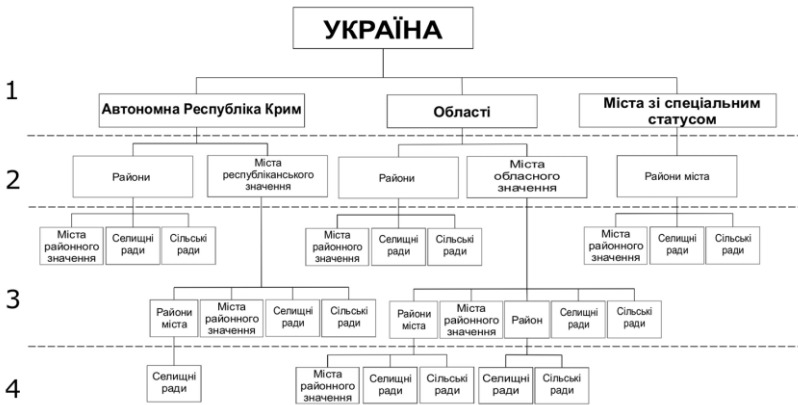 УКРАЇНА
1
Автономна Республіка Крим
Області
Міста зі спеціальним
статусом
2
Райони
Міста
республіканського
значення
Райони
Міста
обласного
значення
Райони міста
Міста
районного
значення
Селищні
ради
Сільські
ради
Міста
районного
значення
Селищні
ради
Сільські
ради
Міста
районного
значення
Селищні
ради
Сільські
ради
3
Райони
міста
Міста
районного
значення
Селищні
ради
Сільські
ради
Райони
міста
Міста
районного
значення
Район
Селищні
ради
Сільські
ради
4
Селищні
ради
Міста
районного
значення
Селищні
ради
Сільські
ради
Селищні
ради
Сільські
ради